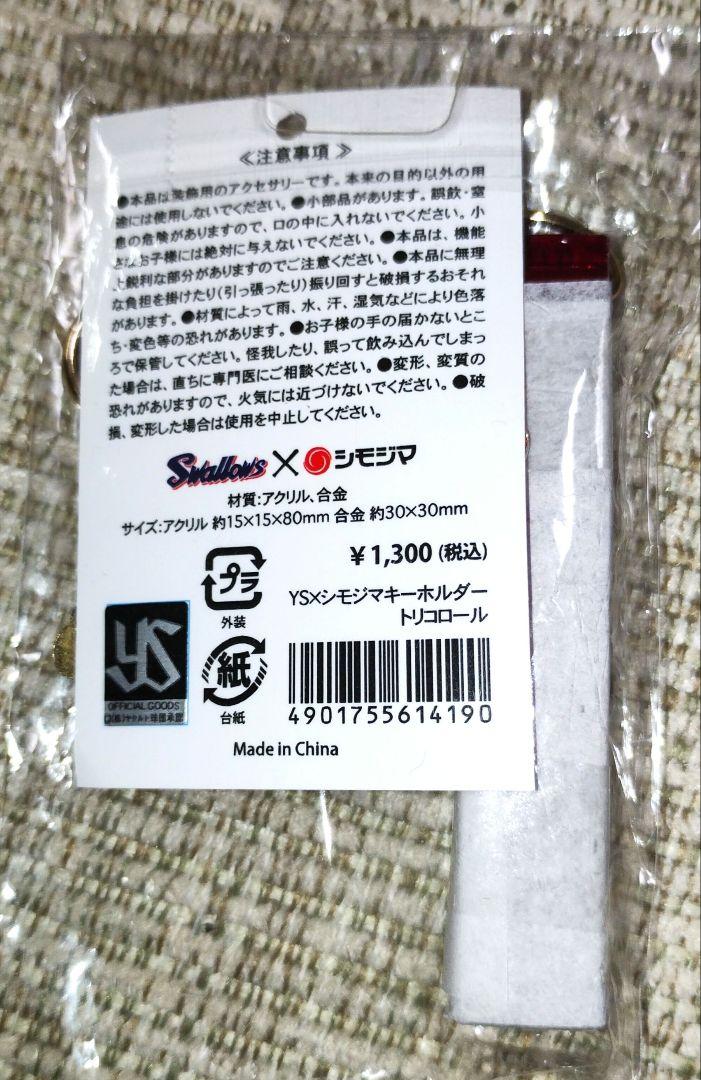 ≪注意事項≫
●本品は装飾用のアクセサリーです。本来の目的以外の用
途には使用しないでください。●小部品があります。誤飲・窒
息の危険がありますので、口の中に入れないでください。小
さなお子様には絶対に与えないでください。●本品は、機能
上鋭利な部分がありますのでご注意ください。●本品に無理
な負担を掛けたり(引っ張ったり)振り回すと破損するおそれ
があります。●材質によって雨、水、汗、湿気などにより色落
ち・変色等の恐れがあります。●お子様の手の届かないとこ
ろで保管してください。怪我したり、誤って飲み込んでしまっ
た場合は、直ちに専門医にご相談ください。●変形、変質の
恐れがありますので、火気には近づけないでください。●破
損、変形した場合は使用を中止してください。
Swallows×シモジマ
材質:アクリル、合金
サイズ:アクリル 約15×15×80mm 合金 約30×30mm
¥1,300(税込)
プラ
外装
YS×シモジマキーホルダー
トリコロール
YS
OFFICIAL GOODS
(株)ヤクルト球団承認
紙
台紙
4901755614190
Made in China